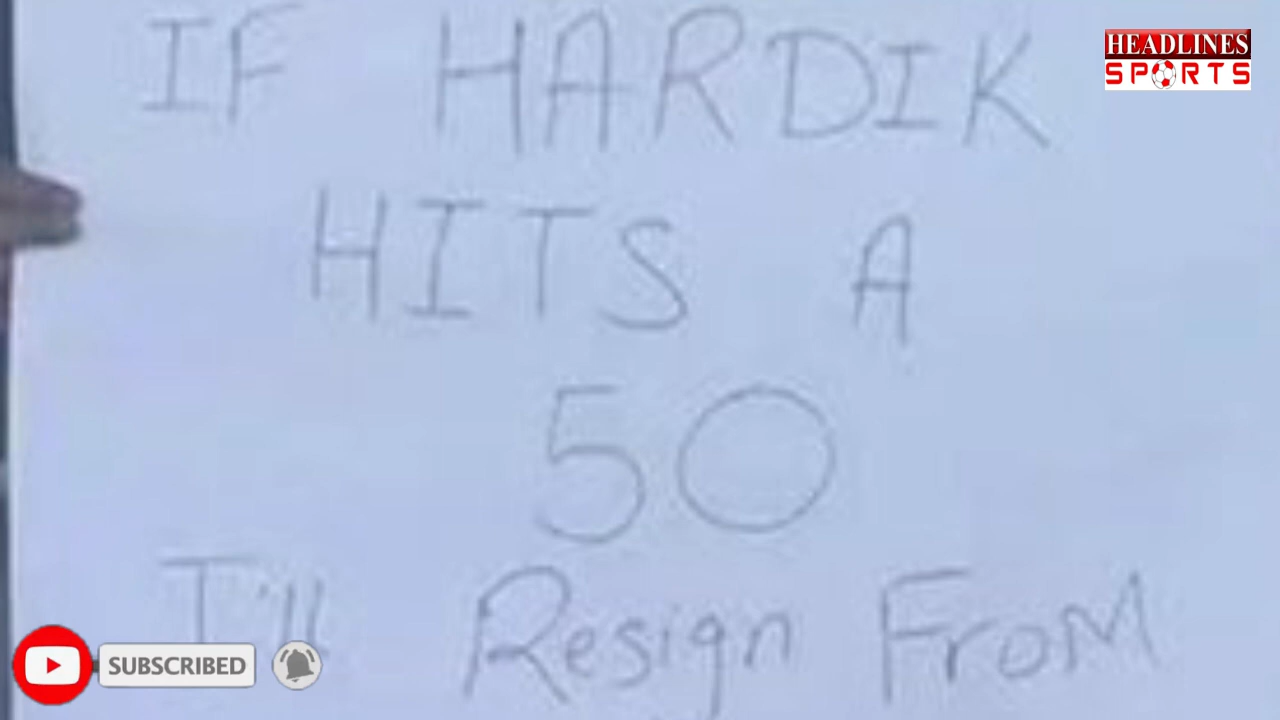 IF HARDIK
HITS A
50
I'll Resign From
HEADLINES
SPORTS
SUBSCRIBED